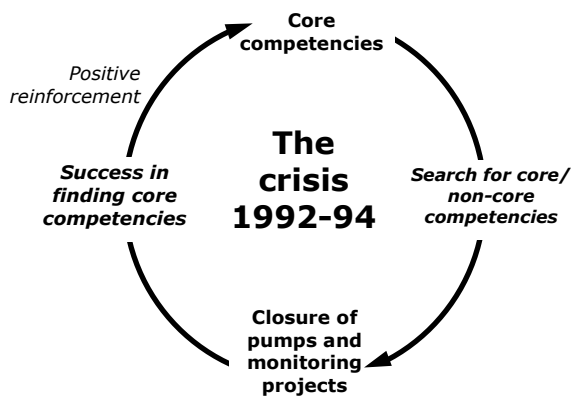 Core
competencies
Positive
reinforcement
The
crisis
1992-94
Success in
finding core
competencies
Search for core/
non-core
competencies
Closure of
pumps and
monitoring
projects